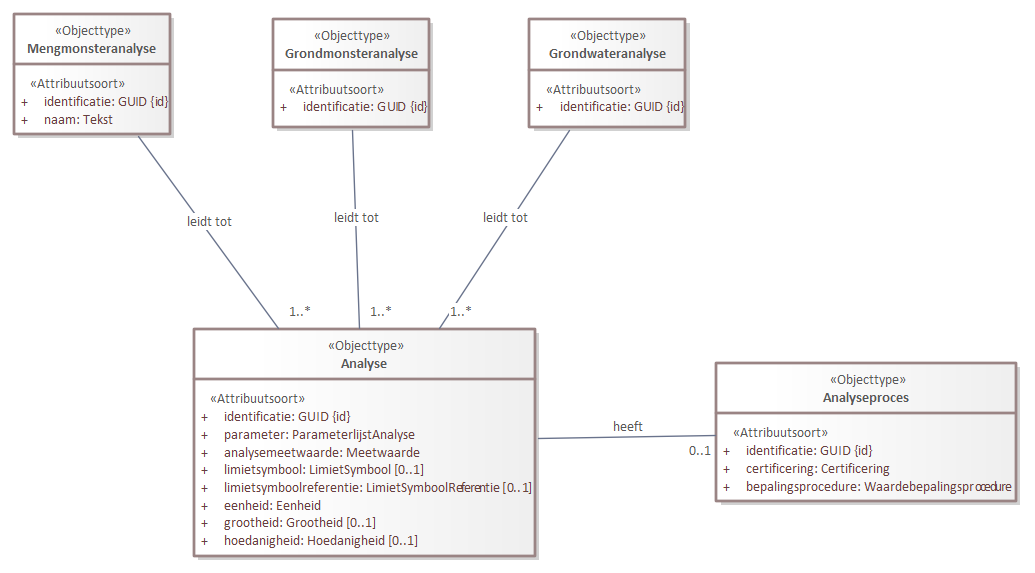 «Objecttype»
Mengmonsteranalyse
«Attribuutsoort»
+ identificatie: GUID {id}
+ naam: Tekst
«Objecttype»
Grondmonsteranalyse
«Attribuutsoort»
+ identificatie: GUID {id}
«Objecttype»
Grondwateranalyse
«Attribuutsoort»
+ identificatie: GUID {id}
leidt tot
leidt tot
leidt tot
1..*
1..*
1..*
«Objecttype»
Analyse
«Attribuutsoort»
+ identificatie: GUID {id}
+ parameter: ParameterlijstAnalyse
+ analysemeetwaarde: Meetwaarde
+ limietsymbool: LimietSymbool [0..1]
+ limietsymboolreferentie: LimietSymboolReferentie [0..1]
+ eenheid: Eenheid
+ grootheid: Grootheid [0..1]
+ hoedanigheid: Hoedanigheid [0..1]
heeft
0..1
«Objecttype»
Analyseproces
«Attribuutsoort»
+ identificatie: GUID {id}
+ certificering: Certificering
+ bepalingsprocedure: Waardebepalingsprocedure